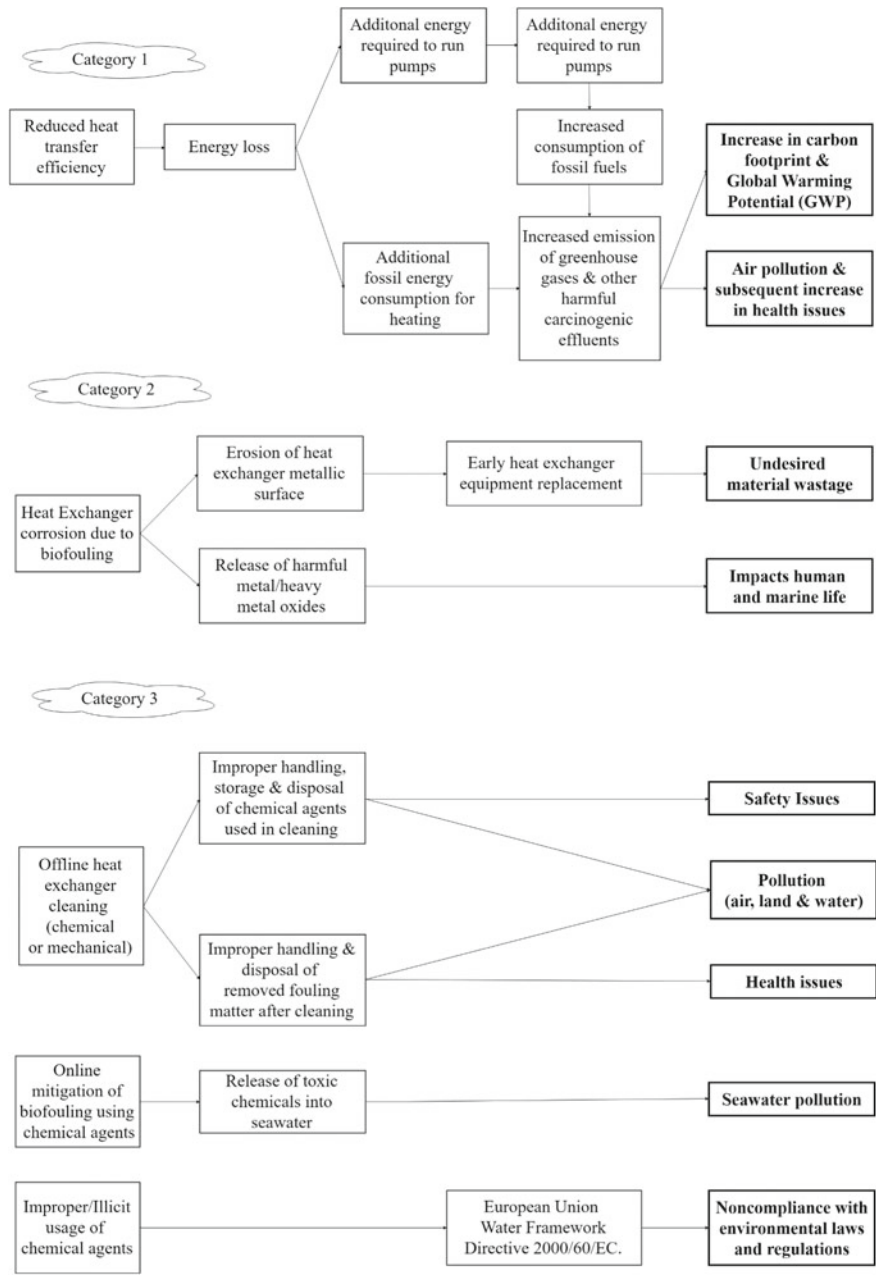 Category 1
Additonal energy
required to run
pumps
Additonal energy
required to run
pumps
Reduced heat
transfer
efficiency
Energy loss
Increased
consumption of
fossil fuels
Increase in carbon
footprint &
Global Warming
Potential (GWP)
Additional
fossil energy
consumption for
heating
Increased emission
of greenhouse
gases & other
harmful
carcinogenic
effluents
Air pollution &
subsequent increase
in health issues
Category 2
Heat Exchanger
corrosion due to
biofouling
Erosion of heat
exchanger metallic
surface
Early heat exchanger
equipment replacement
Undesired
material wastage
Release of harmful
metal/heavy
metal oxides
Impacts human
and marine life
Category 3
Offline heat
exchanger
cleaning
(chemical
or mechanical)
Improper handling,
storage & disposal
of chemical agents
used in cleaning
Safety Issues
Pollution
(air, land & water)
Improper handling &
disposal of
removed fouling
matter after cleaning
Health issues
Online
mitigation of
biofouling using
chemical agents
Release of toxic
chemicals into
seawater
Seawater pollution
Improper/Illicit
usage of
chemical agents
European Union
Water Framework
Directive 2000/60/EC.
Noncompliance with
environmental laws
and regulations